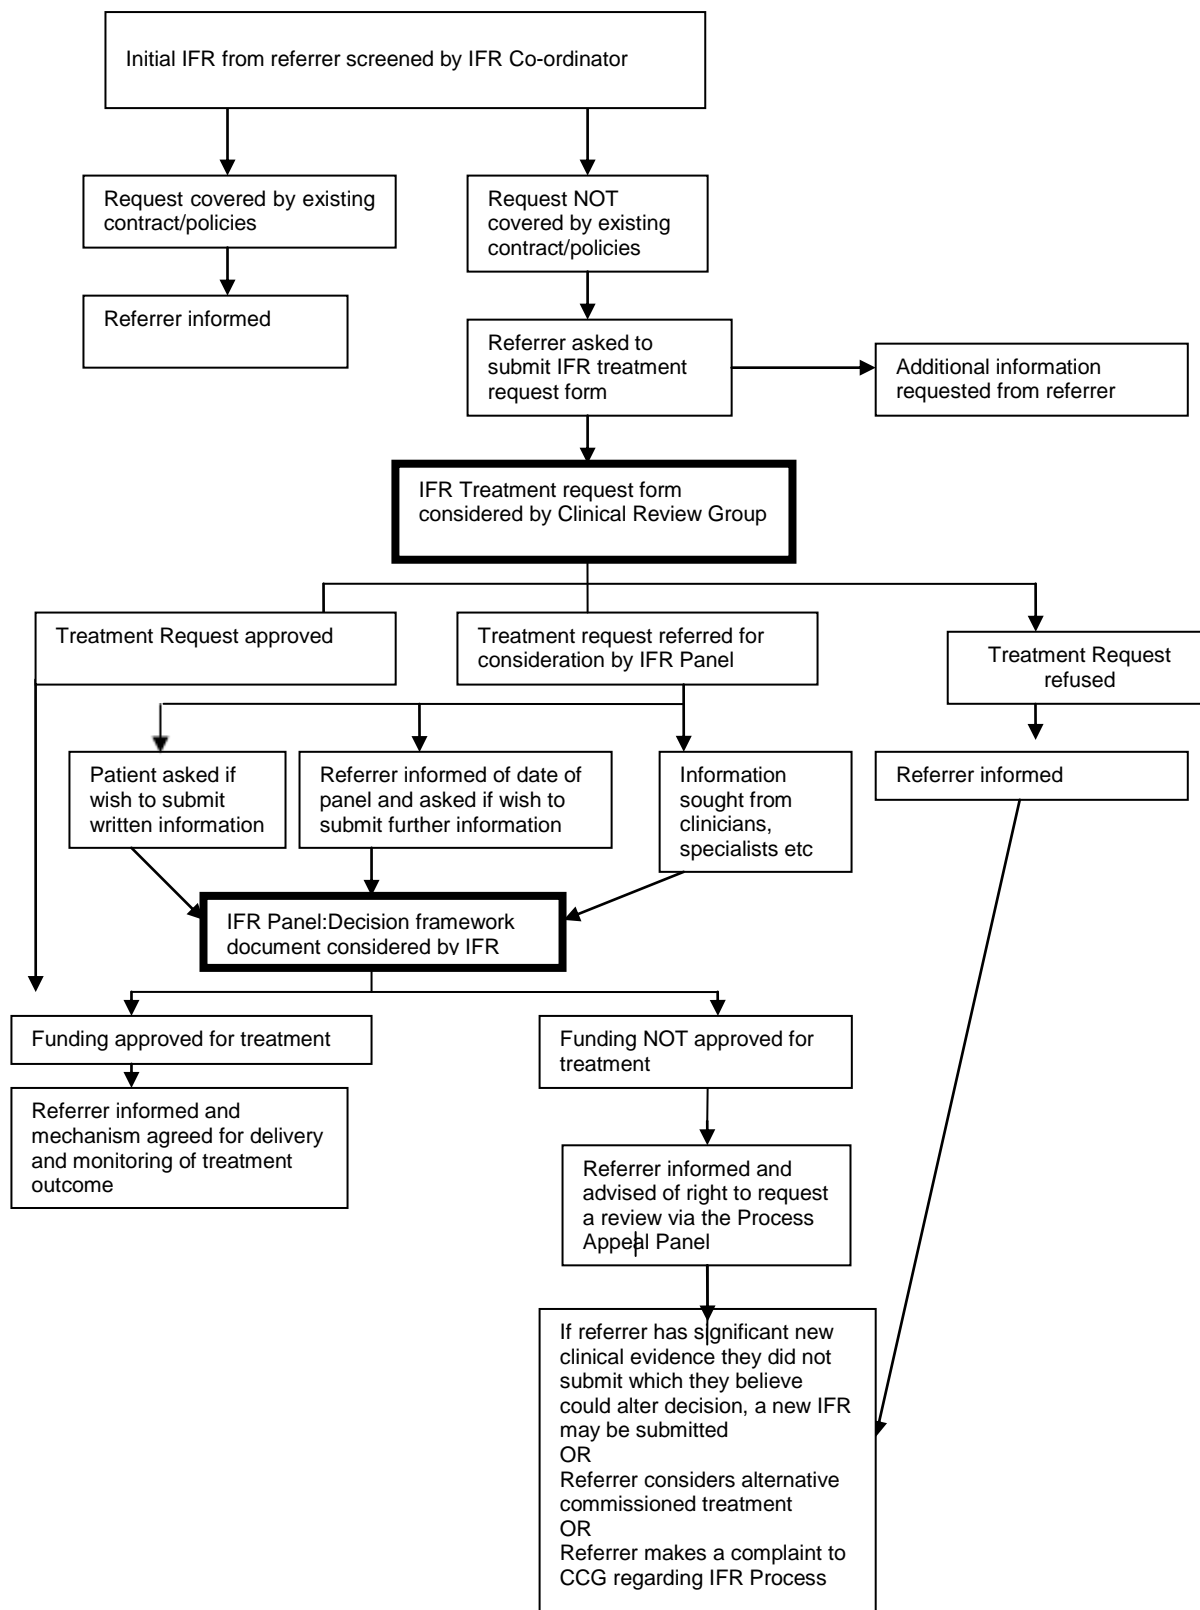 Initial IFR from referrer screened by IFR Co-ordinator
Request covered by existing
contract/policies
Request NOT
covered by existing
contract/policies
Referrer informed
Referrer asked to
submit IFR treatment
request form
Additional information
requested from referrer
IFR Treatment request form
considered by Clinical Review Group
Treatment Request approved
Treatment request referred for
consideration by IFR Panel
Treatment Request
refused
Patient asked if
wish to submit
written information
Referrer informed of date of
panel and asked if wish to
submit further information
Information
sought from
clinicians,
specialists etc
Referrer informed
IFR Panel:Decision framework
document considered by IFR
Funding approved for treatment
Funding NOT approved for
treatment
Referrer informed and
mechanism agreed for delivery
and monitoring of treatment
outcome
Referrer informed and
advised of right to request
a review via the Process
Appeal Panel
If referrer has significant new
clinical evidence they did not
submit which they believe
could alter decision, a new IFR
may be submitted
OR
Referrer considers alternative
commissioned treatment
OR
Referrer makes a complaint to
CCG regarding IFR Process